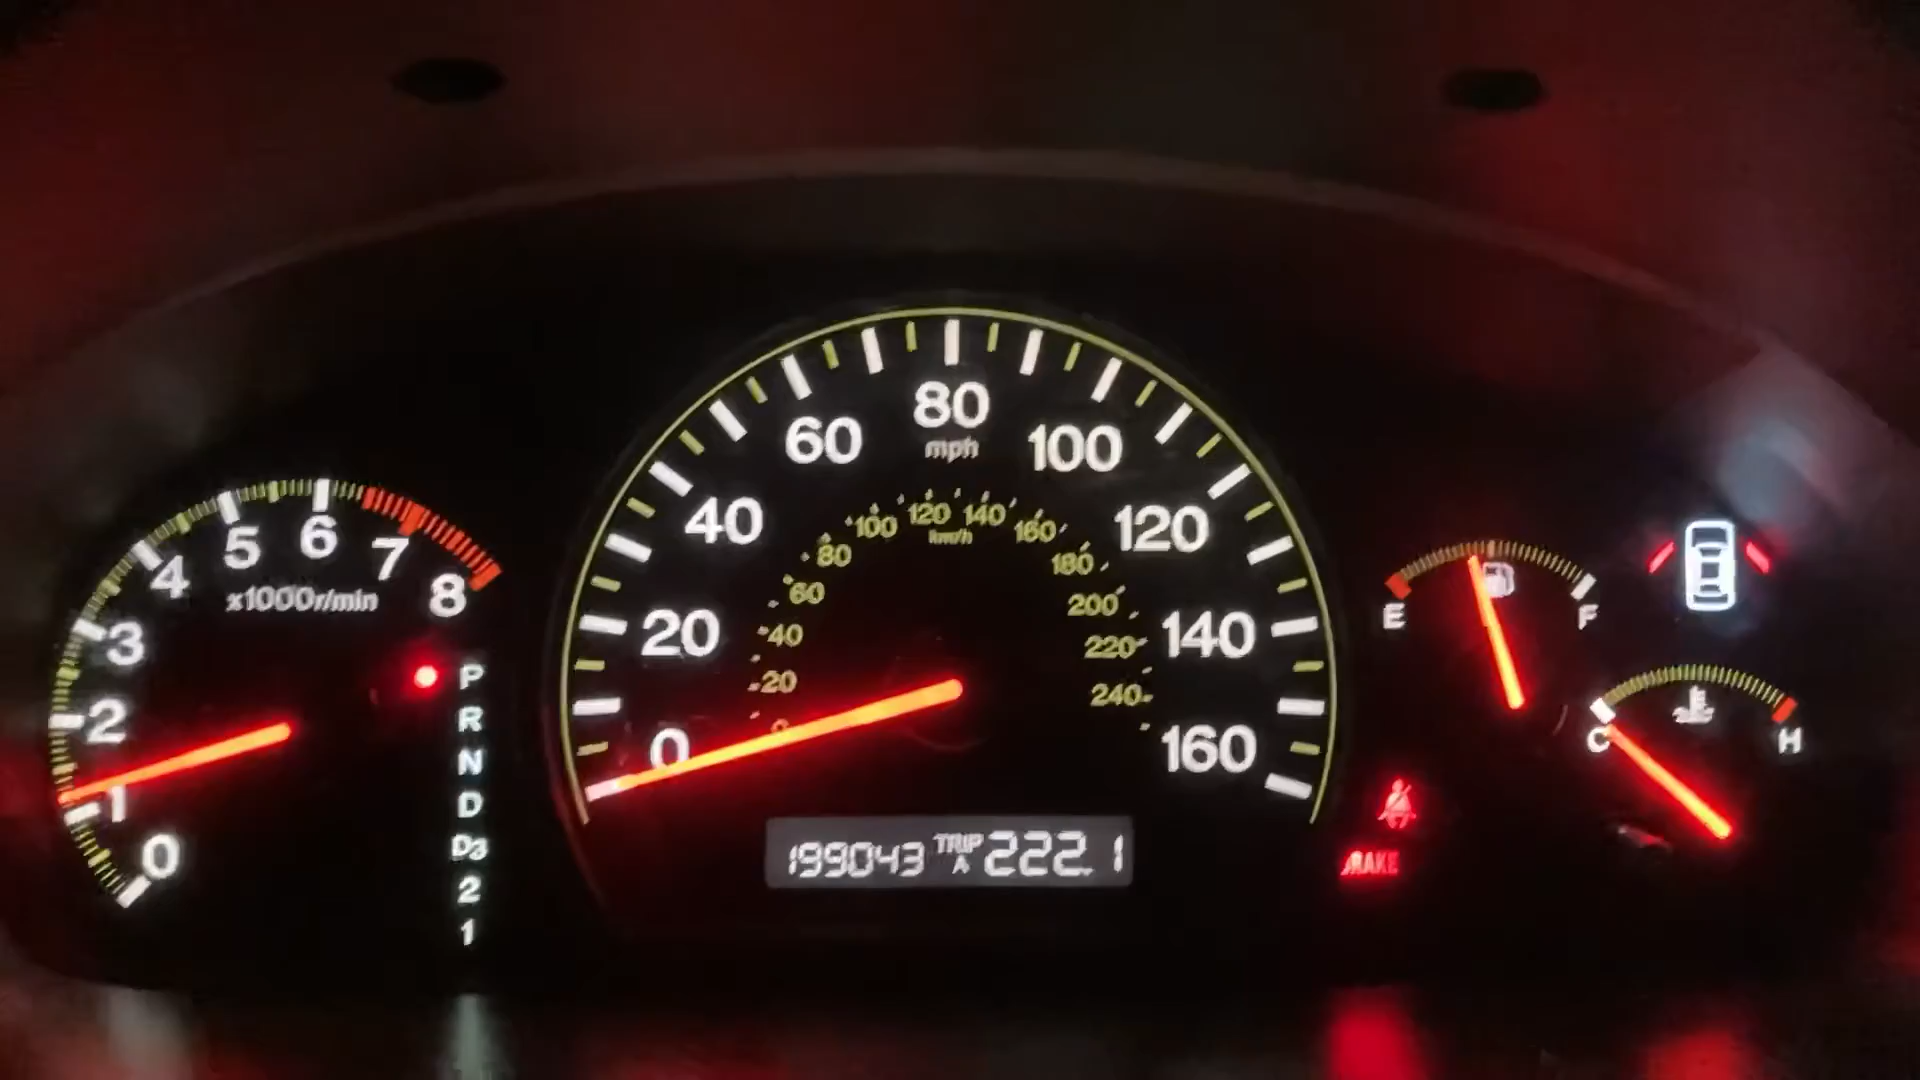 0 1 2 3 4 5 6 7 8
x1000r/min
P
R
N
D
D3
2
1
0 20 40 60 80 100 120 140 160
mph
0 20 40 60 80 100 120 140 160 180 200 220 240
km/h
199043 TRIP A 222.1
E F
C H
BRAKE